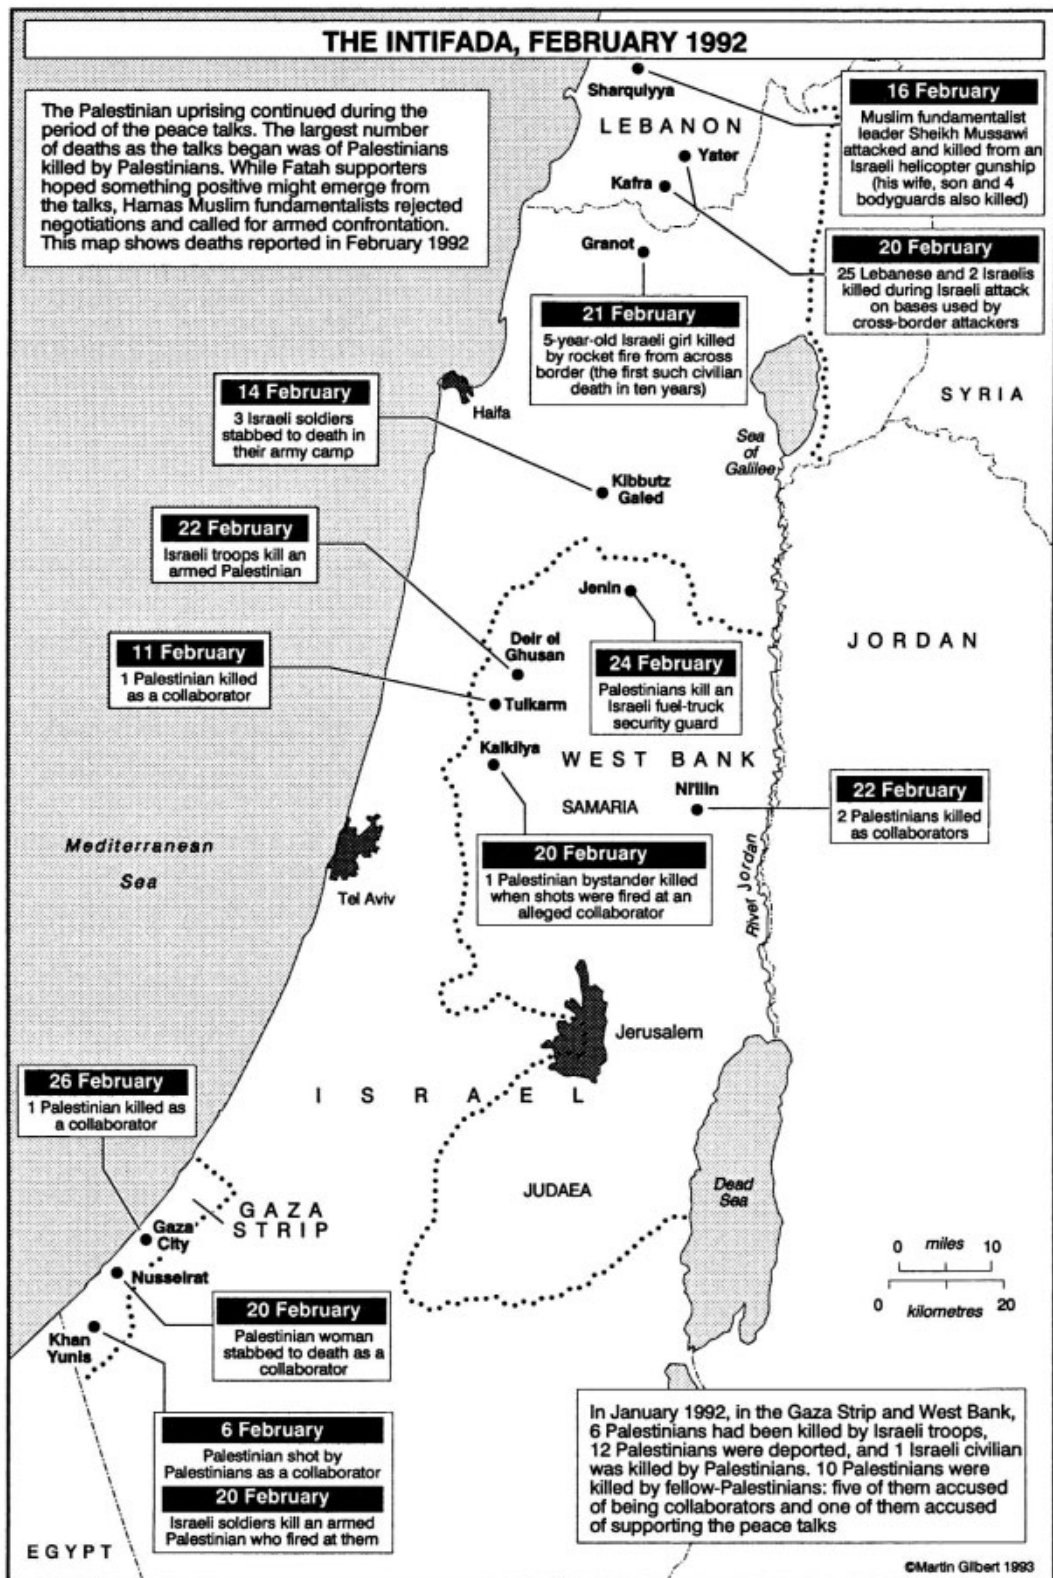 THE INTIFADA, FEBRUARY 1992
The Palestinian uprising continued during the
period of the peace talks. The largest number
of deaths as the talks began was of Palestinians
killed by Palestinians. While Fatah supporters
hoped something positive might emerge from
the talks, Hamas Muslim fundamentalists rejected
negotiations and called for armed confrontation.
This map shows deaths reported in February 1992
Sharquiyya
LEBANON
Yater
Kafra
16 February
Muslim fundamentalist
leader Sheikh Mussawi
attacked and killed from an
Israeli helicopter gunship
(his wife, son and 4
bodyguards also killed)
20 February
25 Lebanese and 2 Israelis
killed during Israeli attack
on bases used by
cross-border attackers
Granot
21 February
5-year-old Israeli girl killed
by rocket fire from across
border (the first such civilian
death in ten years)
SYRIA
14 February
3 Israeli soldiers
stabbed to death in
their army camp
Haifa
Sea
of
Galilee
Kibbutz
Galed
22 February
Israeli troops kill an
armed Palestinian
Jenin
JORDAN
11 February
1 Palestinian killed
as a collaborator
Deir el
Ghusan
Tulkarm
24 February
Palestinians kill an
Israeli fuel-truck
security guard
Kalkilya
WEST BANK
SAMARIA
Ni'ilin
22 February
2 Palestinians killed
as collaborators
Mediterranean
Sea
Tel Aviv
20 February
1 Palestinian bystander killed
when shots were fired at an
alleged collaborator
River Jordan
Jerusalem
26 February
1 Palestinian killed as
a collaborator
ISRAEL
JUDAEA
Dead
Sea
GAZA
STRIP
Gaza
City
Nusseirat
0 miles 10
0 kilometres 20
20 February
Palestinian woman
stabbed to death as a
collaborator
Khan
Yunis
6 February
Palestinian shot by
Palestinians as a collaborator
20 February
Israeli soldiers kill an armed
Palestinian who fired at them
In January 1992, in the Gaza Strip and West Bank,
6 Palestinians had been killed by Israeli troops,
12 Palestinians were deported, and 1 Israeli civilian
was killed by Palestinians. 10 Palestinians were
killed by fellow-Palestinians: five of them accused
of being collaborators and one of them accused
of supporting the peace talks
EGYPT
©Martin Gilbert 1993